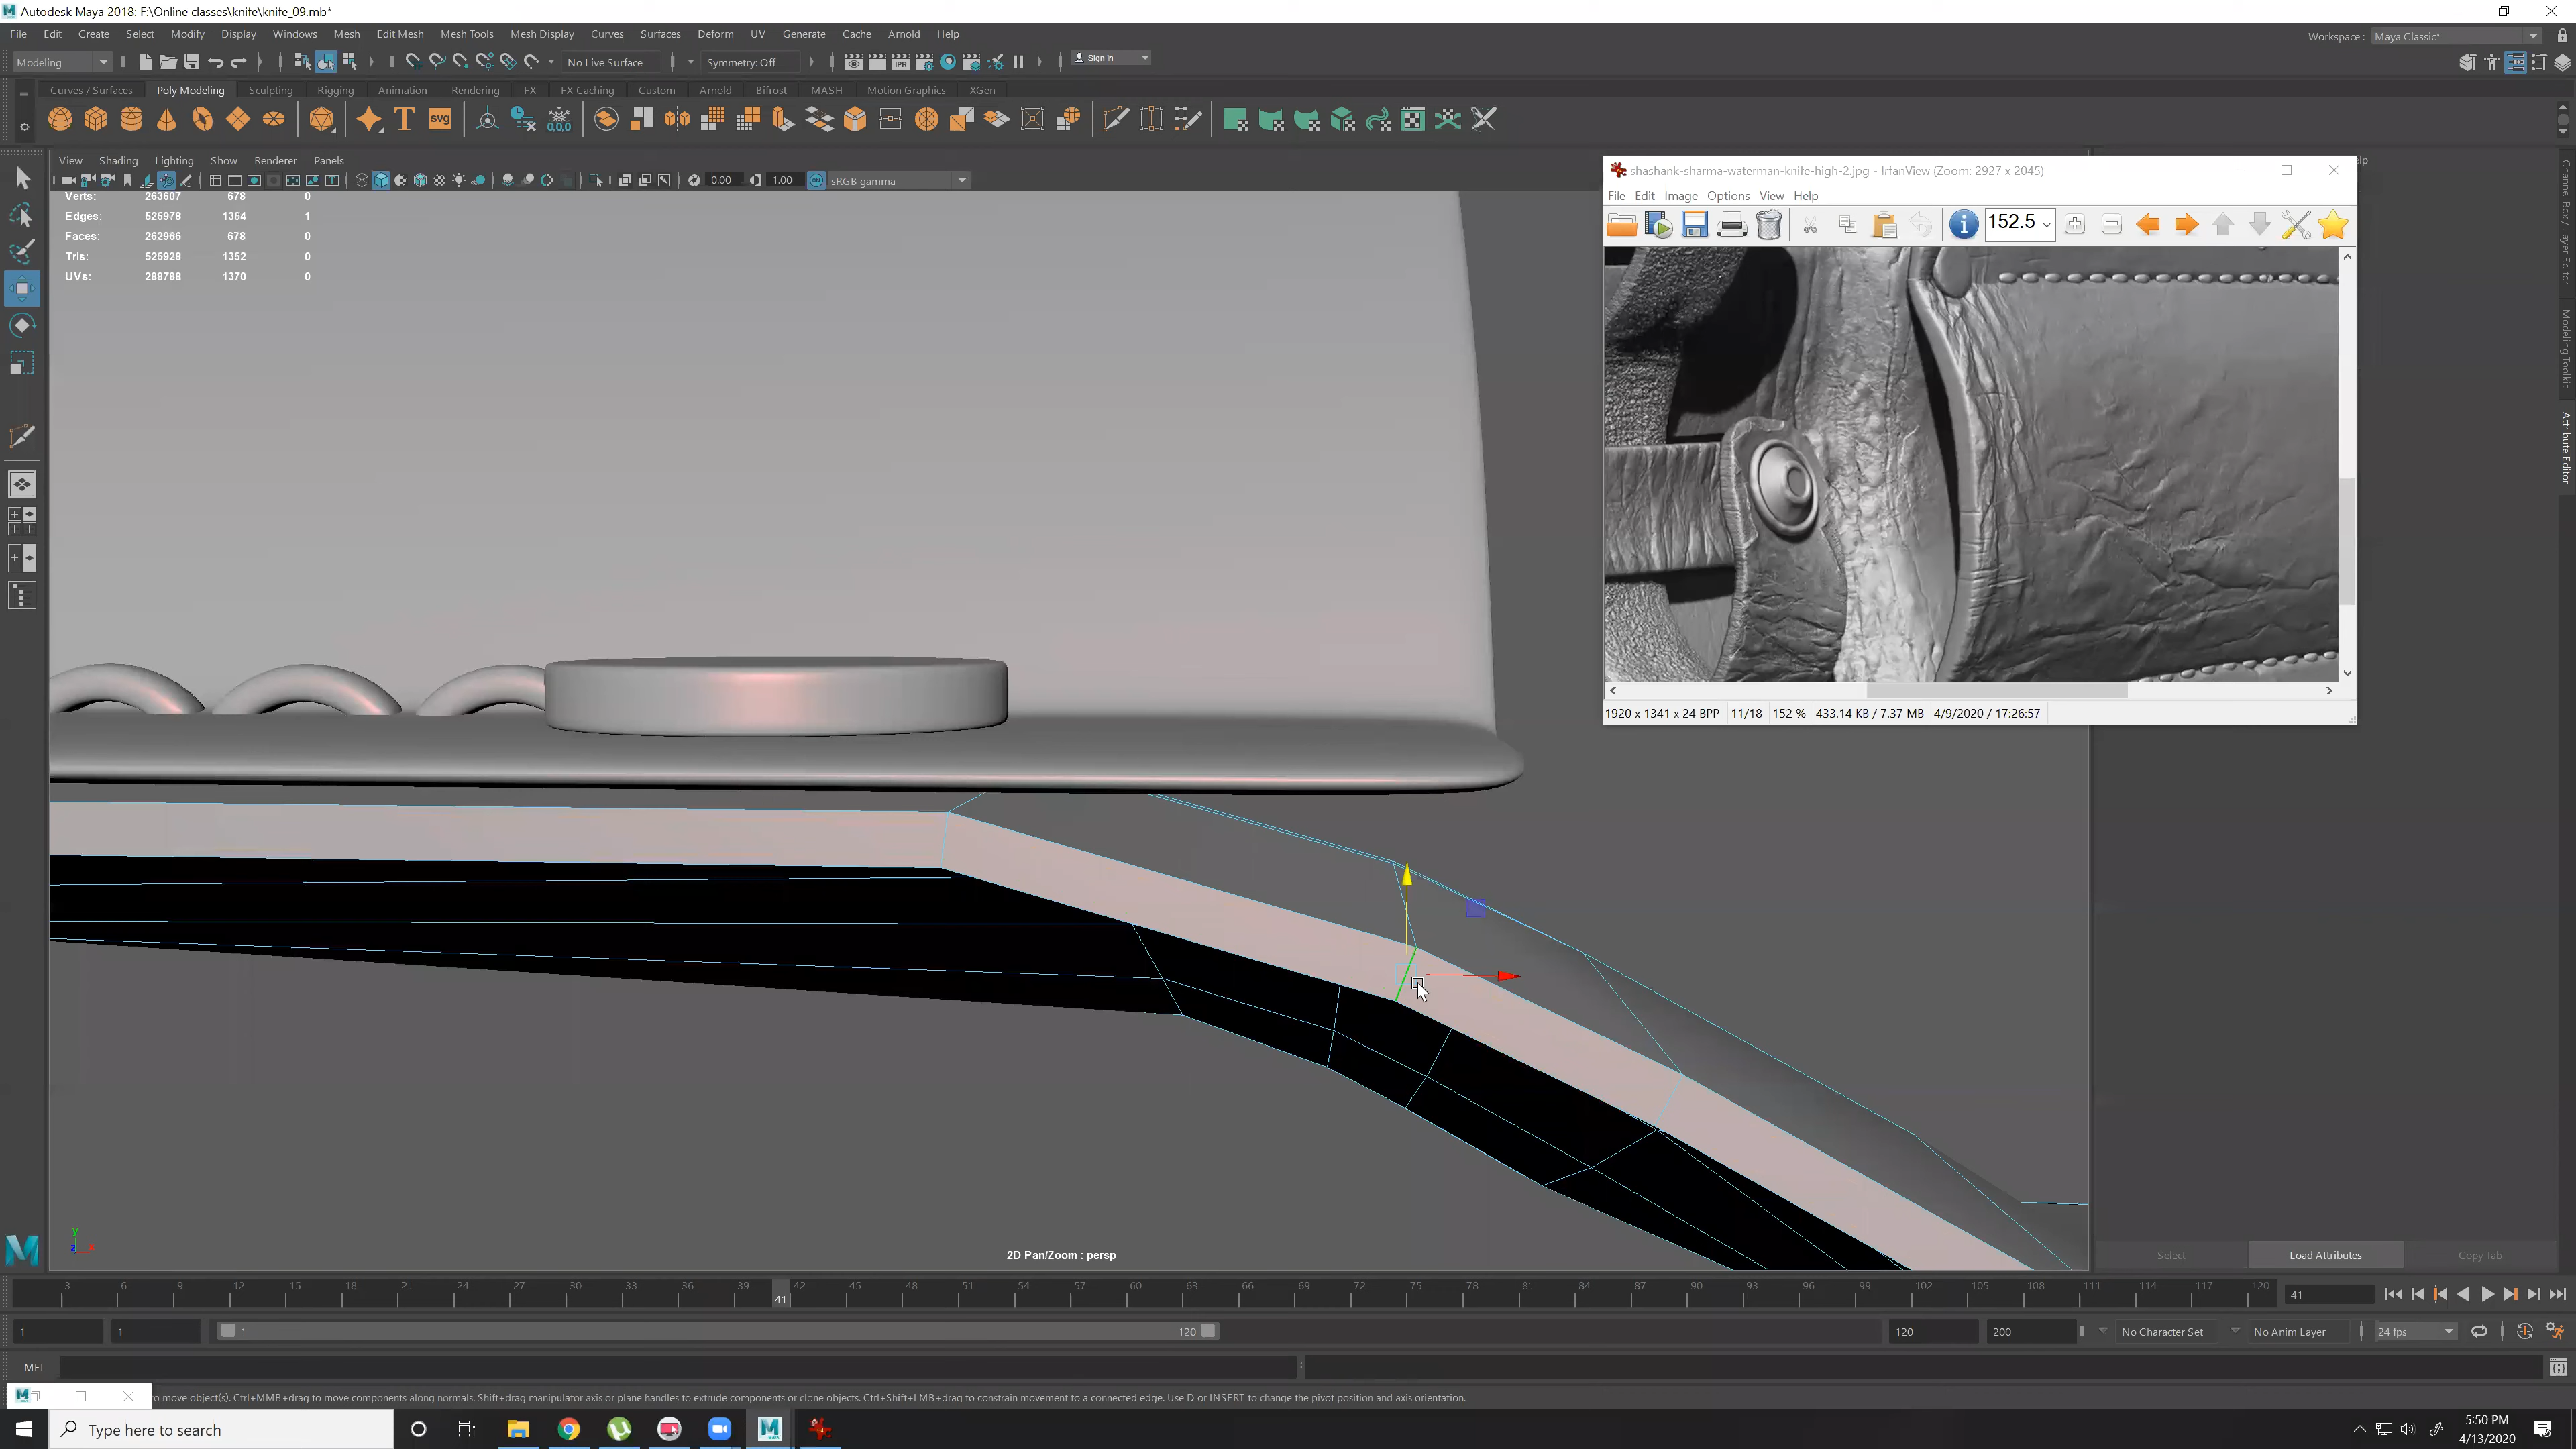 Autodesk Maya 2018: F:\Online classes\knife\knife_09.mb*
File Edit Create Select Modify Display Windows Mesh Edit Mesh Mesh Tools Mesh Display Curves Surfaces Deform UV Generate Cache Arnold Help
Workspace : Maya Classic*
Modeling No Live Surface Symmetry: Off Sign In
Curves / Surfaces Poly Modeling Sculpting Rigging Animation Rendering FX FX Caching Custom Arnold Bifrost MASH Motion Graphics XGen
T SVG 0,0,0
View Shading Lighting Show Renderer Panels
0.00 1.00 sRGB gamma
Verts: 263607 678 0
Edges: 525978 1354 1
Faces: 262966 678 0
Tris: 525928 1352 0
UVs: 288788 1370 0
shashank-sharma-waterman-knife-high-2.jpg - IrfanView (Zoom: 2927 x 2045)
File Edit Image Options View Help
152.5
1920 x 1341 x 24 BPP 11/18 152 % 433.14 KB / 7.37 MB 4/9/2020 / 17:26:57
Channel Box / Layer Editor
Modeling Toolkit
Attribute Editor
2D Pan/Zoom : persp
Select Load Attributes Copy Tab
3 6 9 12 15 18 21 24 27 30 33 36 39 42 45 48 51 54 57 60 63 66 69 72 75 78 81 84 87 90 93 96 99 102 105 108 111 114 117 120
41 41
1 1 1 120 120 200 No Character Set No Anim Layer 24 fps
MEL
to move object(s). Ctrl+MMB+drag to move components along normals. Shift+drag manipulator axis or plane handles to extrude components or clone objects. Ctrl+Shift+LMB+drag to constrain movement to a connected edge. Use D or INSERT to change the pivot position and axis orientation.
Type here to search
5:50 PM
4/13/2020